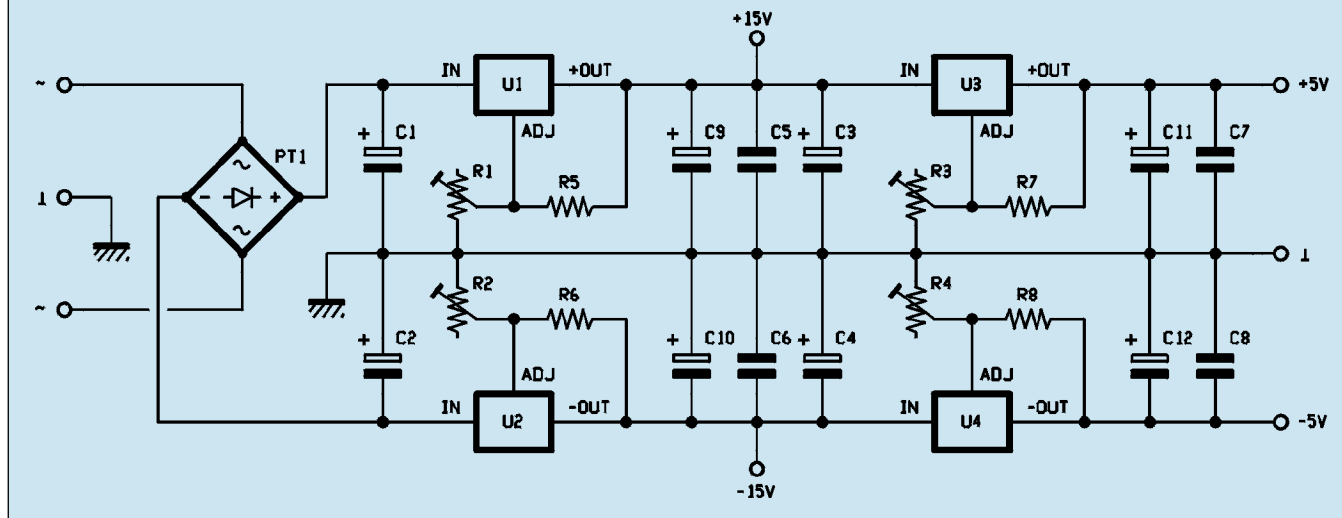 +15V
IN U1 +OUT IN U3 +OUT
~ +5V
ADJ ADJ
+ C1 + C9 C5 + C3 + C11 C7
~ PT1
R1 R5 R3 R7
⊥ - +
~
⊥
R2 R6 R4 R8
~
+ C2 + C10 C6 + C4 + C12 C8
ADJ ADJ
IN U2 -OUT IN U4 -OUT
-5V
-15V